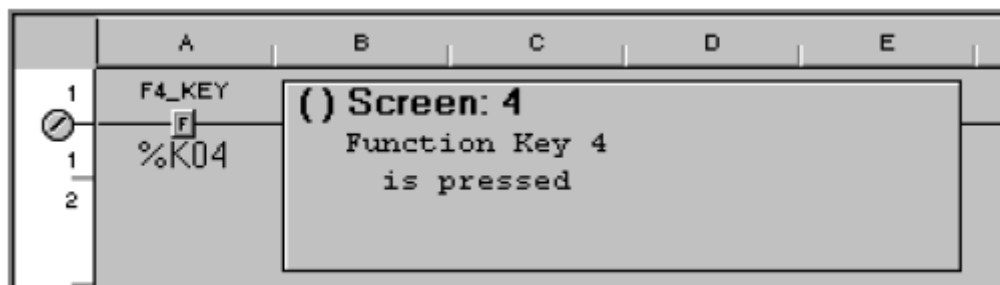 A B C D E
1
F4_KEY
F
%K04
1
2
( ) Screen: 4
Function Key 4
is pressed